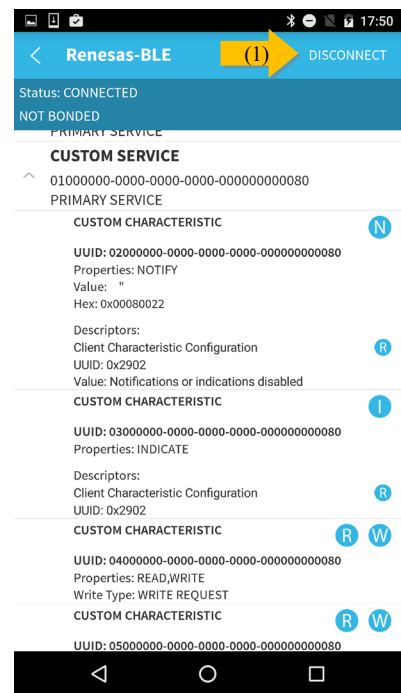 17:50
Renesas-BLE
(1)
DISCONNECT
Status: CONNECTED
NOT BONDED
PRIMARY SERVICE
CUSTOM SERVICE
01000000-0000-0000-0000-000000000080
PRIMARY SERVICE
CUSTOM CHARACTERISTIC
N
UUID: 02000000-0000-0000-0000-000000000080
Properties: NOTIFY
Value: "
Hex: 0x00080022
Descriptors:
Client Characteristic Configuration
R
UUID: 0x2902
Value: Notifications or indications disabled
CUSTOM CHARACTERISTIC
I
UUID: 03000000-0000-0000-0000-000000000080
Properties: INDICATE
Descriptors:
Client Characteristic Configuration
R
UUID: 0x2902
CUSTOM CHARACTERISTIC
R W
UUID: 04000000-0000-0000-0000-000000000080
Properties: READ,WRITE
Write Type: WRITE REQUEST
CUSTOM CHARACTERISTIC
R W
UUID: 05000000-0000-0000-0000-000000000080